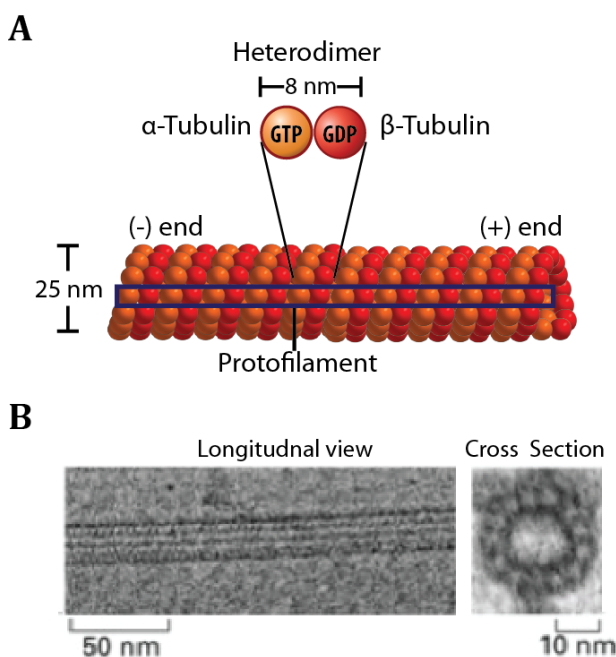 A
Heterodimer
8 nm
α-Tubulin
GTP
GDP
β-Tubulin
(-) end
(+) end
25 nm
Protofilament
B
Longitudnal view
Cross Section
50 nm
10 nm